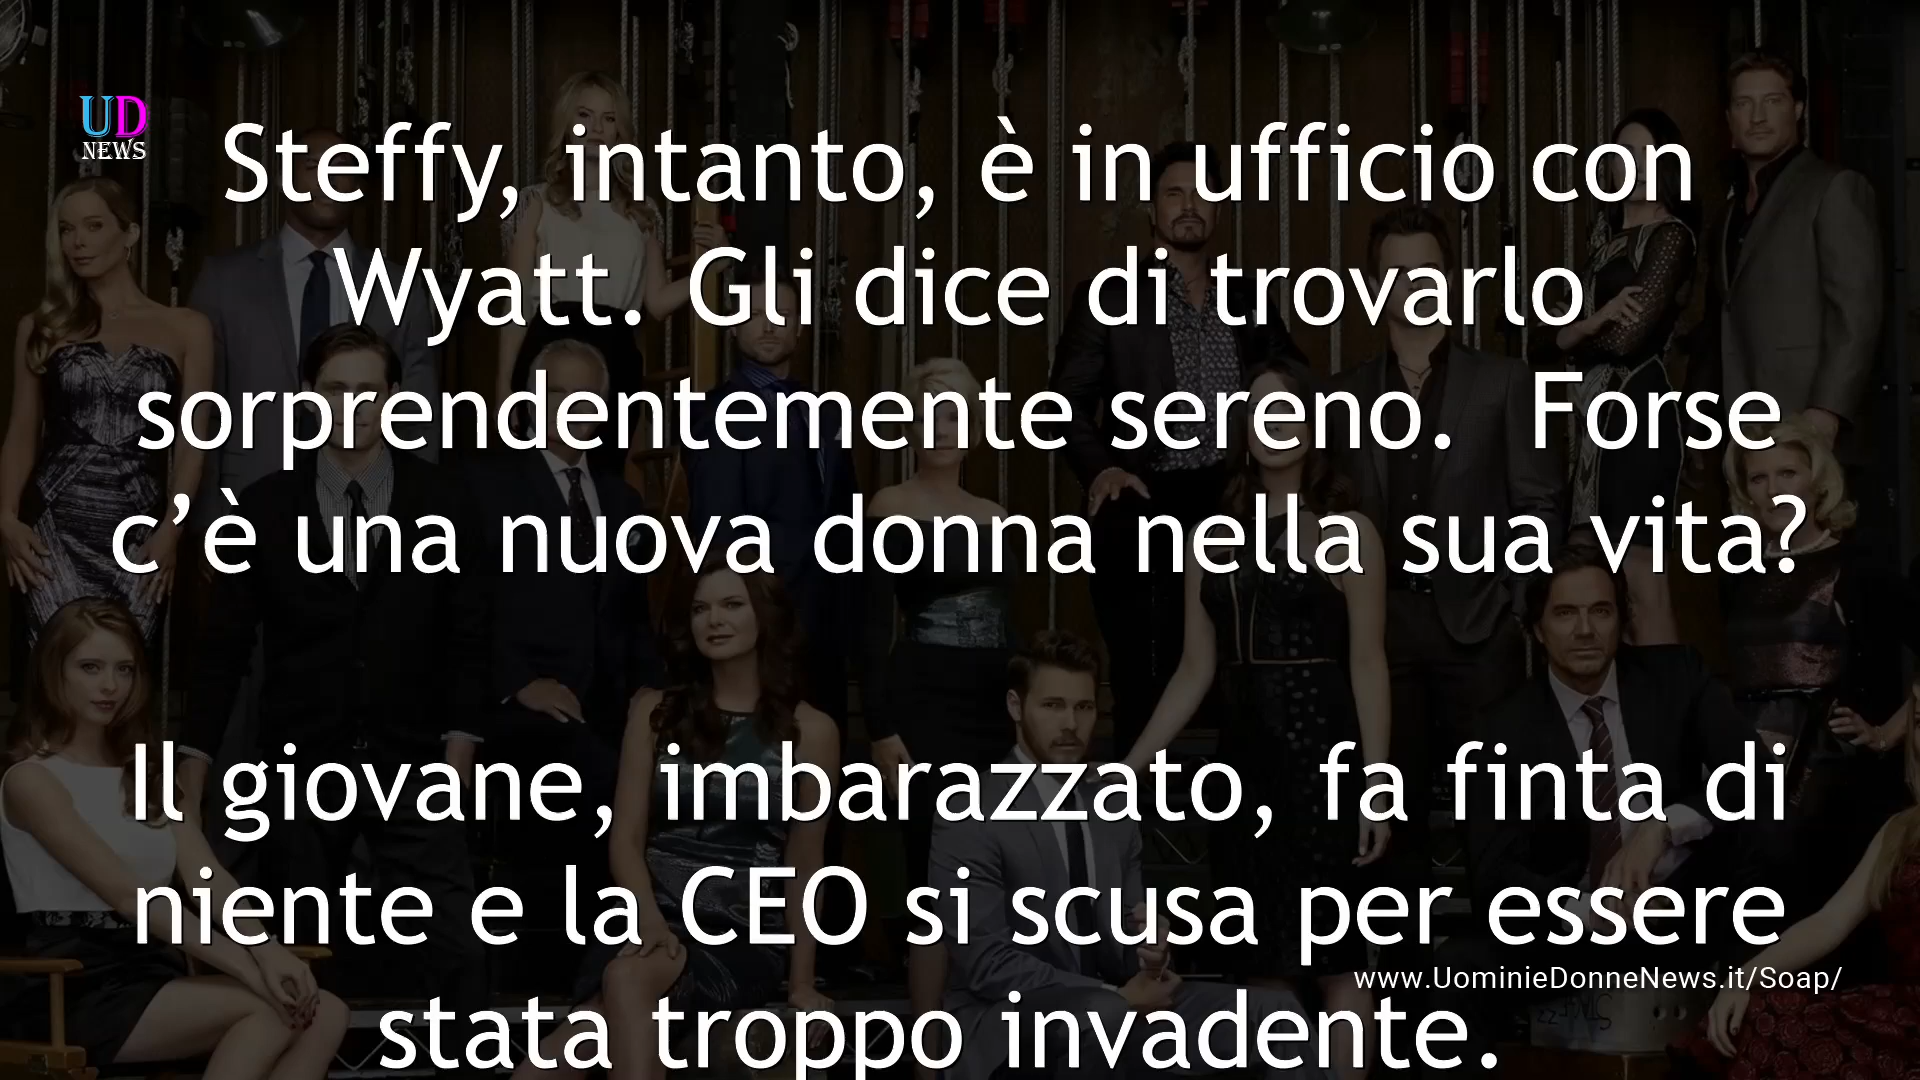 UD
NEWS
Steffy, intanto, è in ufficio con
Wyatt. Gli dice di trovarlo
sorprendentemente sereno. Forse
c’è una nuova donna nella sua vita?
Il giovane, imbarazzato, fa finta di
niente e la CEO si scusa per essere
www.UominieDonneNews.it/Soap/
stata troppo invadente.